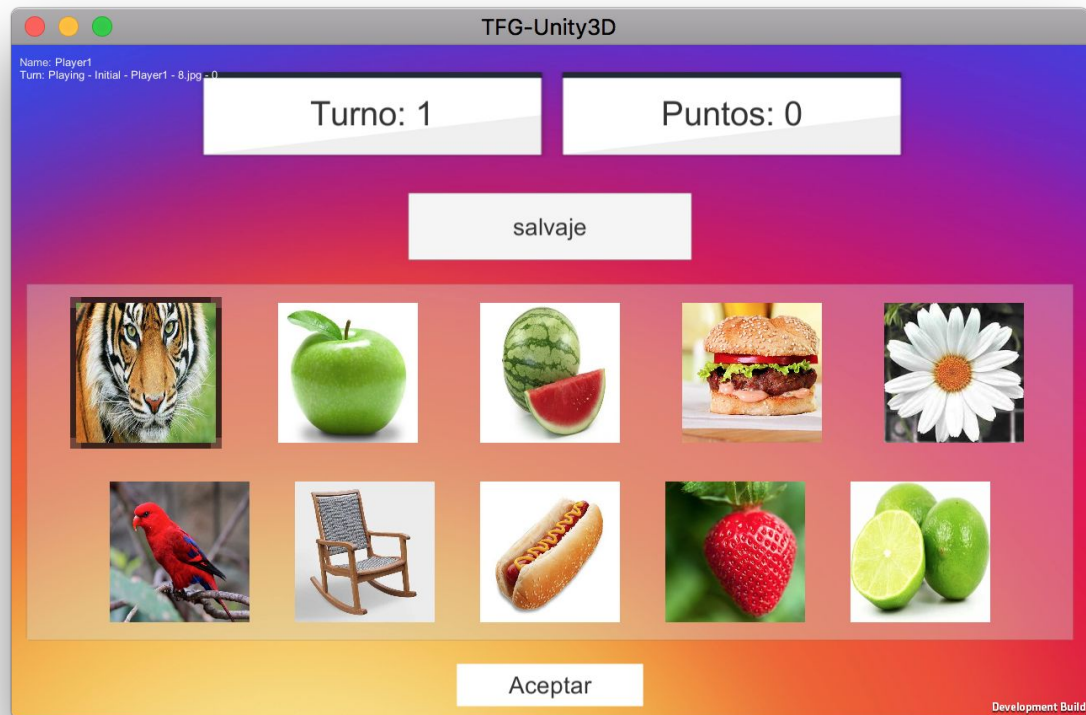 TFG-Unity3D
Name: Player1
Turn: Playing - Initial - Player1 - 8.jpg - 0
Turno: 1
Puntos: 0
salvaje
Aceptar
Development Build